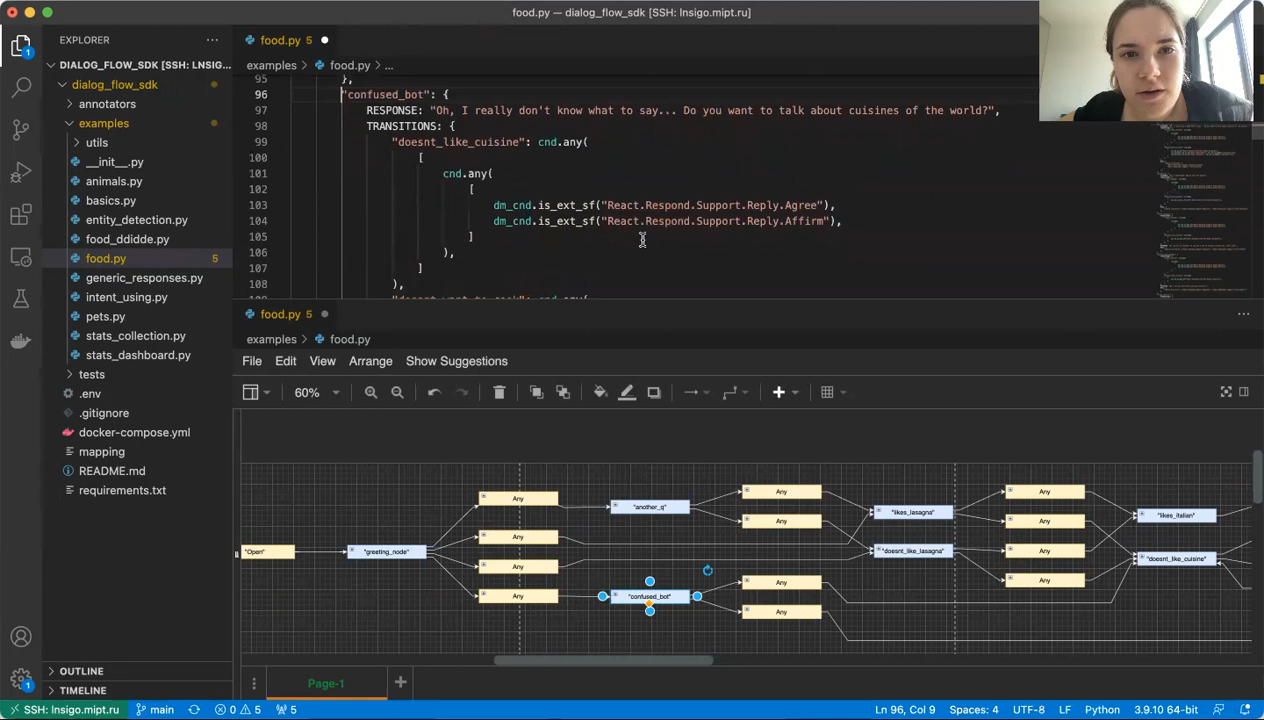 food.py — dialog_flow_sdk [SSH: lnsigo.mipt.ru]
EXPLORER
food.py 5
DIALOG_FLOW_SDK [SSH: LNSIG...
examples > food.py > ...
dialog_flow_sdk
annotators
examples
utils
__init__.py
animals.py
basics.py
entity_detection.py
food_ddidde.py
food.py 5
generic_responses.py
intent_using.py
pets.py
stats_collection.py
stats_dashboard.py
tests
.env
.gitignore
docker-compose.yml
mapping
README.md
requirements.txt
OUTLINE
TIMELINE
95 },
96 "confused_bot": {
97 RESPONSE: "Oh, I really don't know what to say... Do you want to talk about cuisines of the world?",
98 TRANSITIONS: {
99 "doesnt_like_cuisine": cnd.any(
100 [
101 cnd.any(
102 [
103 dm_cnd.is_ext_sf("React.Respond.Support.Reply.Agree"),
104 dm_cnd.is_ext_sf("React.Respond.Support.Reply.Affirm"),
105 ]
106 ),
107 ]
108 ),
food.py 5
examples > food.py
File Edit View Arrange Show Suggestions
60%
"Open"
"greeting_node"
Any
Any
Any
Any
"another_q"
"confused_bot"
Any
Any
Any
Any
"likes_lasagna"
"doesnt_like_lasagna"
Any
Any
Any
Any
"likes_italian"
"doesnt_like_cuisine"
Page-1
SSH: lnsigo.mipt.ru main 0 5 5 Ln 96, Col 9 Spaces: 4 UTF-8 LF Python 3.9.10 64-bit